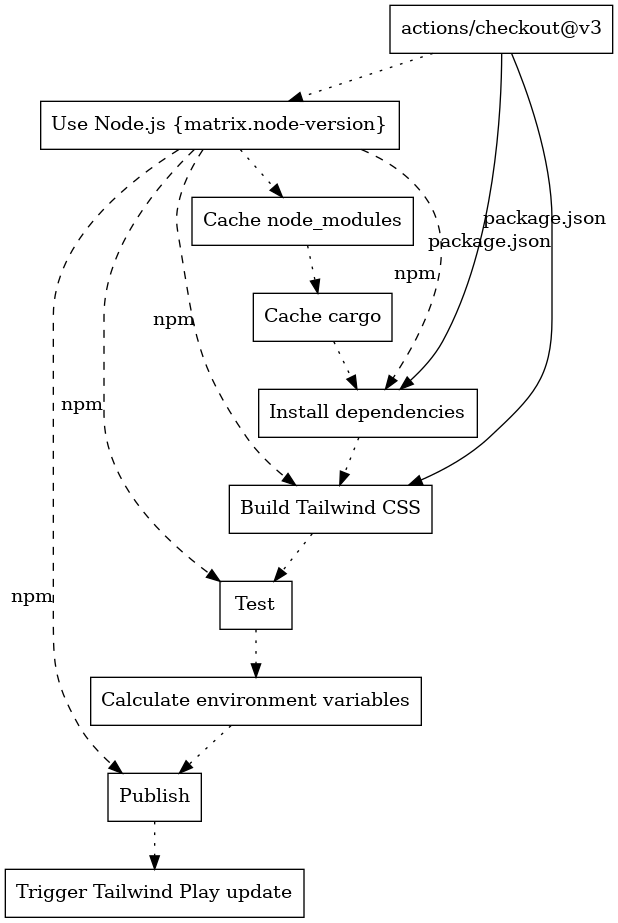 actions/checkout@v3
Use Node.js {matrix.node-version}
Cache node_modules
package.json
package.json
npm
Cache cargo
npm
npm
Install dependencies
Build Tailwind CSS
npm
Test
Calculate environment variables
Publish
Trigger Tailwind Play update